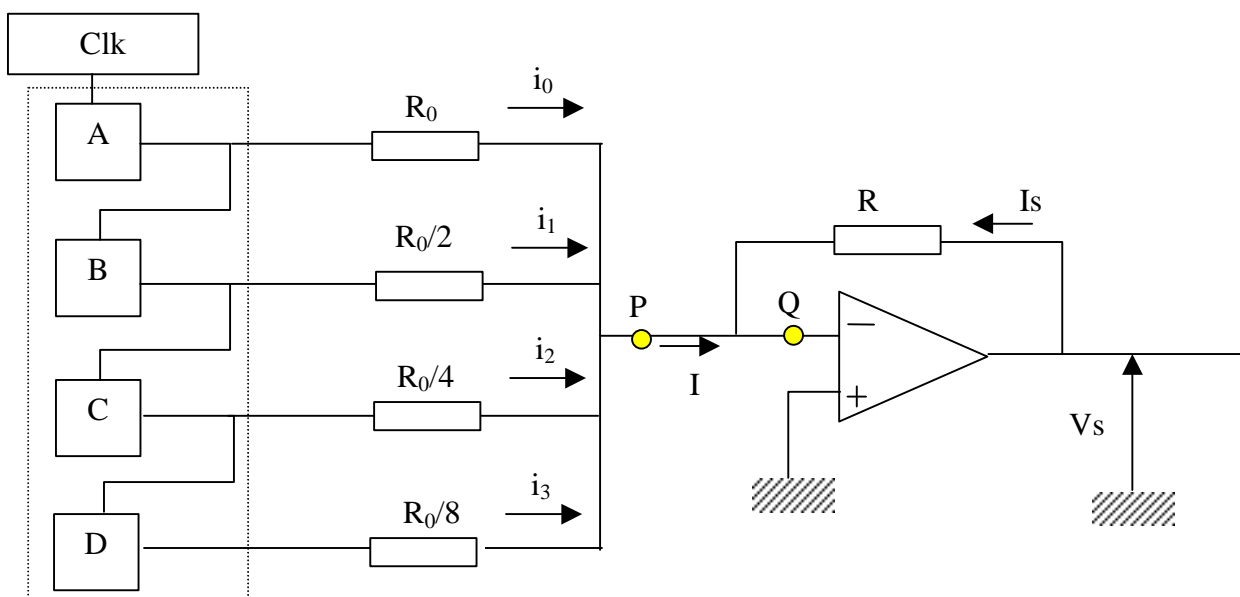 Clk
A
R₀
i₀
B
R₀/2
i₁
R
Is
P
Q
C
R₀/4
i₂
I
−
+
Vs
D
R₀/8
i₃